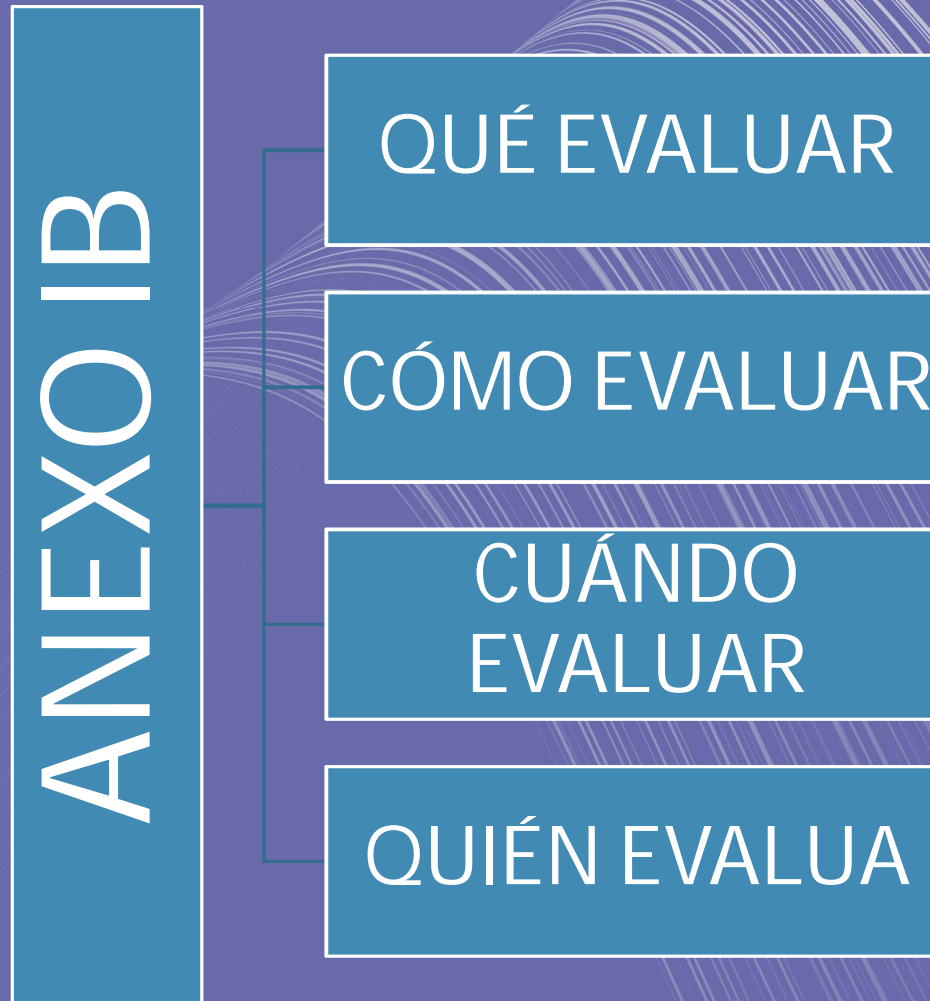 ANEXO IB
QUÉ EVALUAR
CÓMO EVALUAR
CUÁNDO
EVALUAR
QUIÉN EVALUA